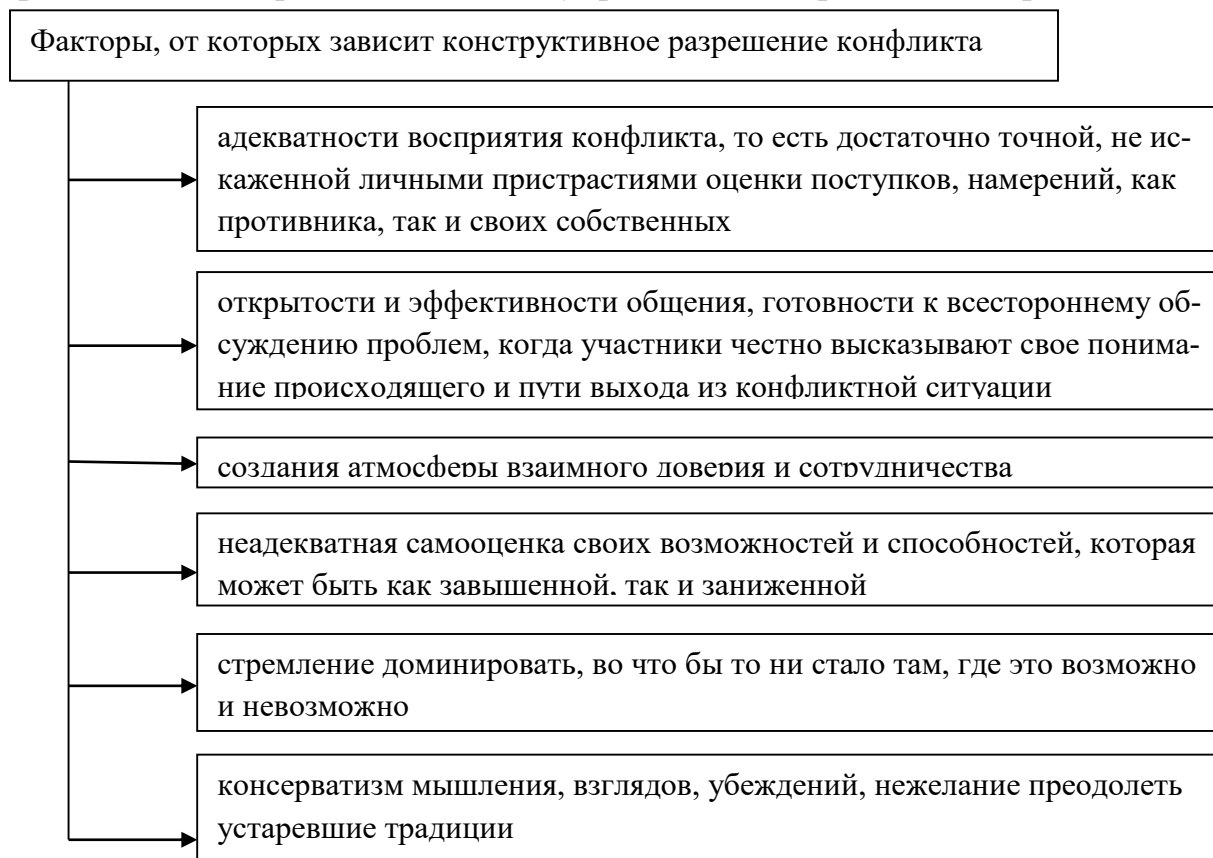 Факторы, от которых зависит конструктивное разрешение конфликта
адекватности восприятия конфликта, то есть достаточно точной, не ис-
каженной личными пристрастиями оценки поступков, намерений, как
противника, так и своих собственных
открытости и эффективности общения, готовности к всестороннему об-
суждению проблем, когда участники честно высказывают свое понима-
ние происходящего и пути выхода из конфликтной ситуации
создания атмосферы взаимного доверия и сотрудничества
неадекватная самооценка своих возможностей и способностей, которая
может быть как завышенной, так и заниженной
стремление доминировать, во что бы то ни стало там, где это возможно
и невозможно
консерватизм мышления, взглядов, убеждений, нежелание преодолеть
устаревшие традиции